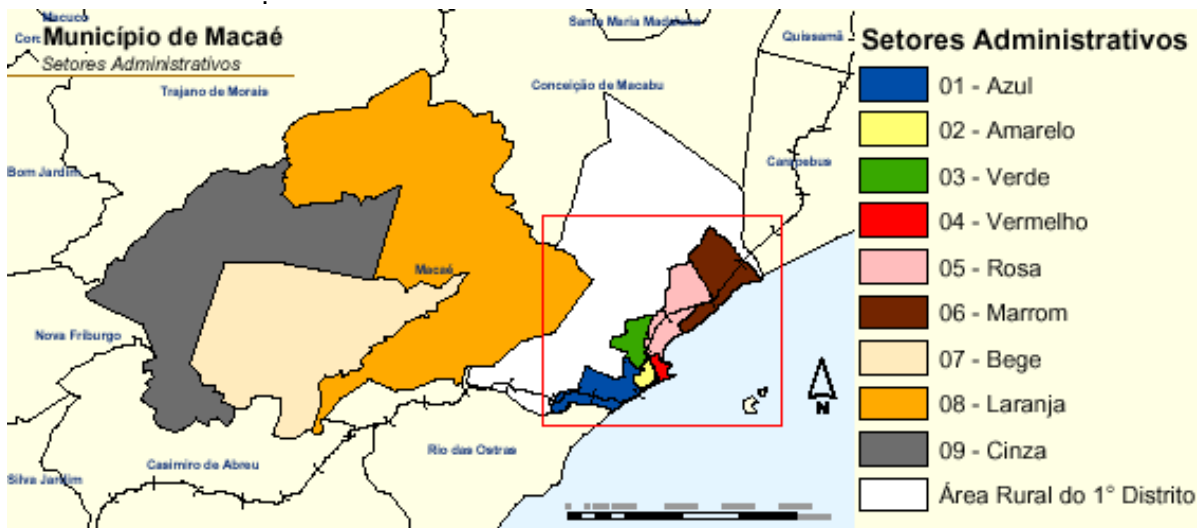 Macuco
Município de Macaé
Setores Administrativos
Santa Maria Madalena
Quissamã
Trajano de Morais
Conceição de Macabu
Bom Jardim
Carapebus
Macaé
Nova Friburgo
Rio das Ostras
Casimiro de Abreu
Silva Jardim
N
Setores Administrativos
01 - Azul
02 - Amarelo
03 - Verde
04 - Vermelho
05 - Rosa
06 - Marrom
07 - Bege
08 - Laranja
09 - Cinza
Área Rural do 1° Distrito